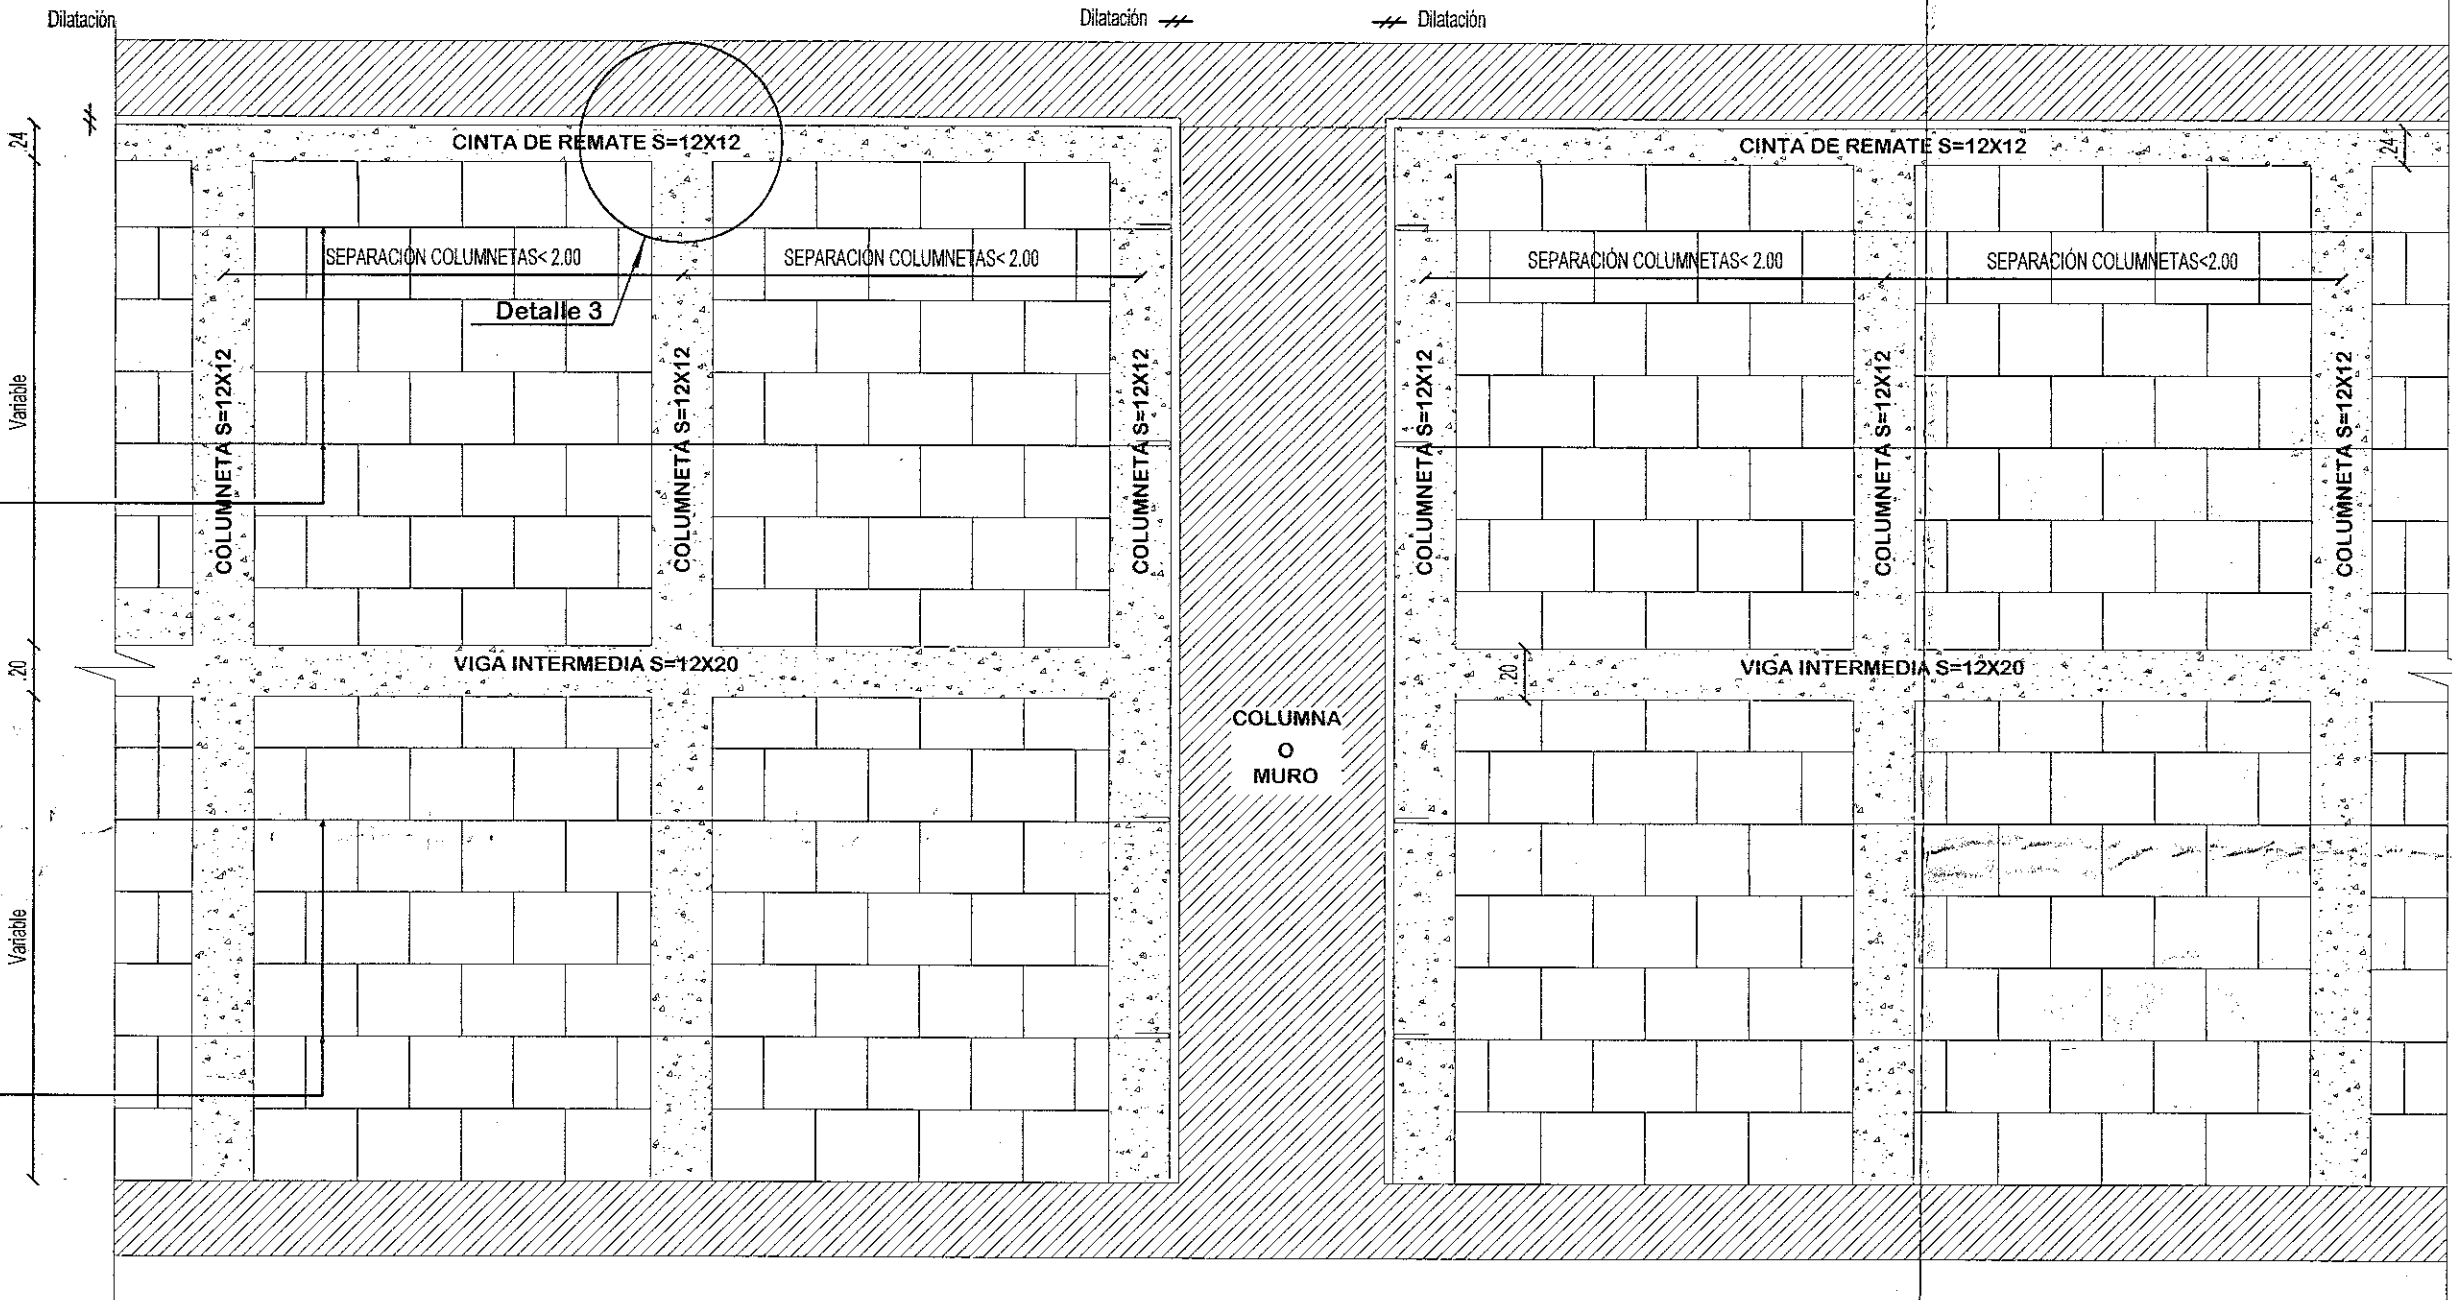 Dilatación
Dilatación
Dilatación
.24
CINTA DE REMATE S=12X12
CINTA DE REMATE S=12X12
.24
SEPARACIÓN COLUMNETAS< 2.00
SEPARACIÓN COLUMNETAS< 2.00
SEPARACIÓN COLUMNETAS< 2.00
SEPARACIÓN COLUMNETAS<2.00
Detalle 3
Variable
COLUMNETA S=12X12
COLUMNETA S=12X12
COLUMNETA S=12X12
COLUMNETA S=12X12
COLUMNETA S=12X12
COLUMNETA S=12X12
.20
VIGA INTERMEDIA S=12X20
.20
VIGA INTERMEDIA S=12X20
COLUMNA
O
MURO
Variable